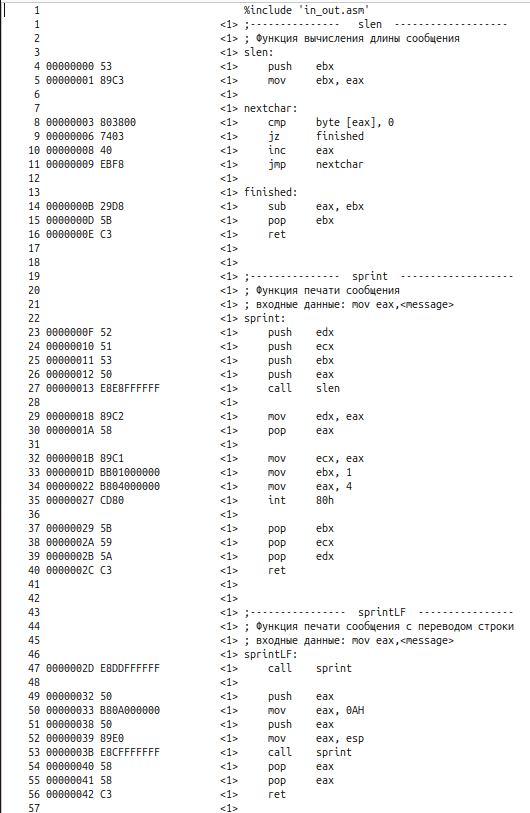 1 %include 'in_out.asm'
1 <1> ;--------------- slen -------------------
2 <1> ; Функция вычисления длины сообщения
3 <1> slen:
4 00000000 53 <1> push ebx
5 00000001 89C3 <1> mov ebx, eax
6 <1>
7 <1> nextchar:
8 00000003 803800 <1> cmp byte [eax], 0
9 00000006 7403 <1> jz finished
10 00000008 40 <1> inc eax
11 00000009 EBF8 <1> jmp nextchar
12 <1>
13 <1> finished:
14 0000000B 29D8 <1> sub eax, ebx
15 0000000D 5B <1> pop ebx
16 0000000E C3 <1> ret
17 <1>
18 <1>
19 <1> ;--------------- sprint -------------------
20 <1> ; Функция печати сообщения
21 <1> ; входные данные: mov eax,<message>
22 <1> sprint:
23 0000000F 52 <1> push edx
24 00000010 51 <1> push ecx
25 00000011 53 <1> push ebx
26 00000012 50 <1> push eax
27 00000013 E8E8FFFFFF <1> call slen
28 <1>
29 00000018 89C2 <1> mov edx, eax
30 0000001A 58 <1> pop eax
31 <1>
32 0000001B 89C1 <1> mov ecx, eax
33 0000001D BB01000000 <1> mov ebx, 1
34 00000022 B804000000 <1> mov eax, 4
35 00000027 CD80 <1> int 80h
36 <1>
37 00000029 5B <1> pop ebx
38 0000002A 59 <1> pop ecx
39 0000002B 5A <1> pop edx
40 0000002C C3 <1> ret
41 <1>
42 <1>
43 <1> ;---------------- sprintLF ----------------
44 <1> ; Функция печати сообщения с переводом строки
45 <1> ; входные данные: mov eax,<message>
46 <1> sprintLF:
47 0000002D E8DDFFFFFF <1> call sprint
48 <1>
49 00000032 50 <1> push eax
50 00000033 B80A000000 <1> mov eax, 0AH
51 00000038 50 <1> push eax
52 00000039 89E0 <1> mov eax, esp
53 0000003B E8CFFFFFFF <1> call sprint
54 00000040 58 <1> pop eax
55 00000041 58 <1> pop eax
56 00000042 C3 <1> ret
57 <1>